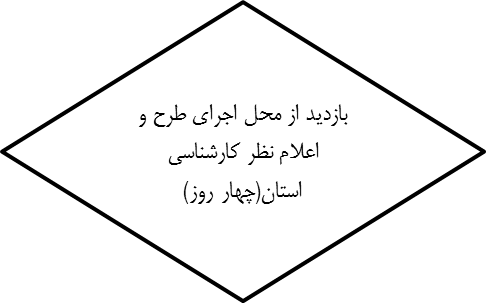 بازدید از محل اجرای طرح و
اعلام نظر کارشناسی
استان(چهار روز)